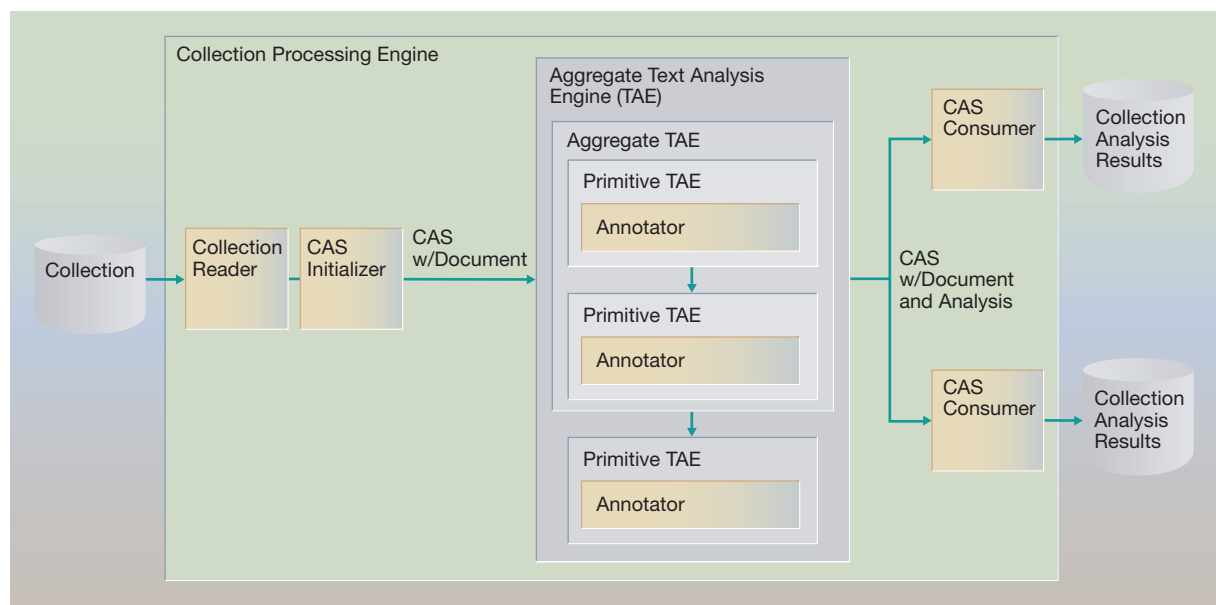 Collection Processing Engine
Collection
Collection
Reader
CAS
Initializer
CAS
w/Document
Aggregate Text Analysis
Engine (TAE)
Aggregate TAE
Primitive TAE
Annotator
Primitive TAE
Annotator
Primitive TAE
Annotator
CAS
w/Document
and Analysis
CAS
Consumer
Collection
Analysis
Results
CAS
Consumer
Collection
Analysis
Results